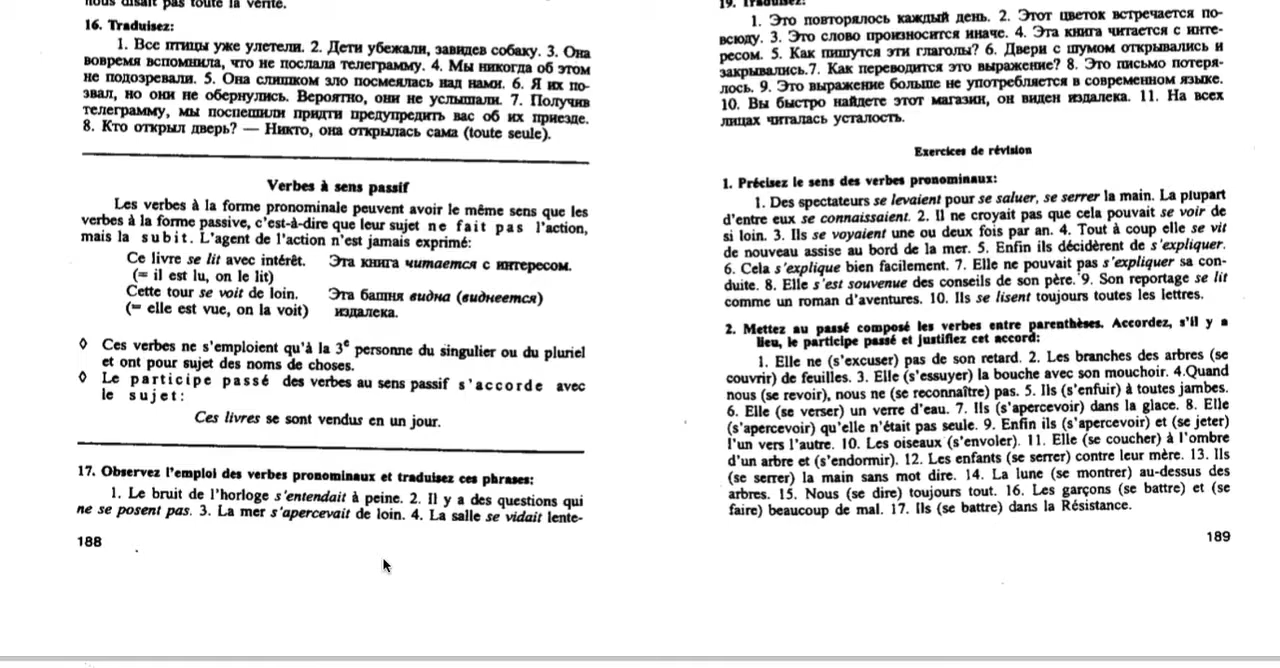 nous disait pas toute la vérité.
16. Traduisez:
1. Все птицы уже улетели. 2. Дети убежали, завидев собаку. 3. Она
вовремя вспомнила, что не послала телеграмму. 4. Мы никогда об этом
не подозревали. 5. Она слишком зло посмеялась над нами. 6. Я их по-
звал, но они не обернулись. Вероятно, они не услышали. 7. Получив
телеграмму, мы поспешили придти предупредить вас об их приезде.
8. Кто открыл дверь? — Никто, она открылась сама (toute seule).
Verbes à sens passif
Les verbes à la forme pronominale peuvent avoir le même sens que les
verbes à la forme passive, c'est-à-dire que leur sujet ne fait pas l'action,
mais la subit. L'agent de l'action n'est jamais exprimé:
Ce livre se lit avec intérêt. Эта книга читается с интересом.
(= il est lu, on le lit)
Cette tour se voit de loin. Эта башня видна (виднеется)
(= elle est vue, on la voit) издалека.
◊ Ces verbes ne s'emploient qu'à la 3e personne du singulier ou du pluriel
et ont pour sujet des noms de choses.
◊ Le participe passé des verbes au sens passif s'accorde avec
le sujet:
Ces livres se sont vendus en un jour.
17. Observez l'emploi des verbes pronominaux et traduisez ces phrases:
1. Le bruit de l'horloge s'entendait à peine. 2. Il y a des questions qui
ne se posent pas. 3. La mer s'apercevait de loin. 4. La salle se vidait lente-
188
19. Traduisez:
1. Это повторялось каждый день. 2. Этот цветок встречается по-
всюду. 3. Это слово произносится иначе. 4. Эта книга читается с инте-
ресом. 5. Как пишутся эти глаголы? 6. Двери с шумом открывались и
закрывались.7. Как переводится это выражение? 8. Это письмо потеря-
лось. 9. Это выражение больше не употребляется в современном языке.
10. Вы быстро найдете этот магазин, он виден издалека. 11. На всех
лицах читалась усталость.
Exercices de révision
1. Précisez le sens des verbes pronominaux:
1. Des spectateurs se levaient pour se saluer, se serrer la main. La plupart
d'entre eux se connaissaient. 2. Il ne croyait pas que cela pouvait se voir de
si loin. 3. Ils se voyaient une ou deux fois par an. 4. Tout à coup elle se vit
de nouveau assise au bord de la mer. 5. Enfin ils décidèrent de s'expliquer.
6. Cela s'explique bien facilement. 7. Elle ne pouvait pas s'expliquer sa con-
duite. 8. Elle s'est souvenue des conseils de son père. 9. Son reportage se lit
comme un roman d'aventures. 10. Ils se lisent toujours toutes les lettres.
2. Mettez au passé composé les verbes entre parenthèses. Accordez, s'il y a
lieu, le participe passé et justifiez cet accord:
1. Elle ne (s'excuser) pas de son retard. 2. Les branches des arbres (se
couvrir) de feuilles. 3. Elle (s'essuyer) la bouche avec son mouchoir. 4.Quand
nous (se revoir), nous ne (se reconnaître) pas. 5. Ils (s'enfuir) à toutes jambes.
6. Elle (se verser) un verre d'eau. 7. Ils (s'apercevoir) dans la glace. 8. Elle
(s'apercevoir) qu'elle n'était pas seule. 9. Enfin ils (s'apercevoir) et (se jeter)
l'un vers l'autre. 10. Les oiseaux (s'envoler). 11. Elle (se coucher) à l'ombre
d'un arbre et (s'endormir). 12. Les enfants (se serrer) contre leur mère. 13. Ils
(se serrer) la main sans mot dire. 14. La lune (se montrer) au-dessus des
arbres. 15. Nous (se dire) toujours tout. 16. Les garçons (se battre) et (se
faire) beaucoup de mal. 17. Ils (se battre) dans la Résistance.
189